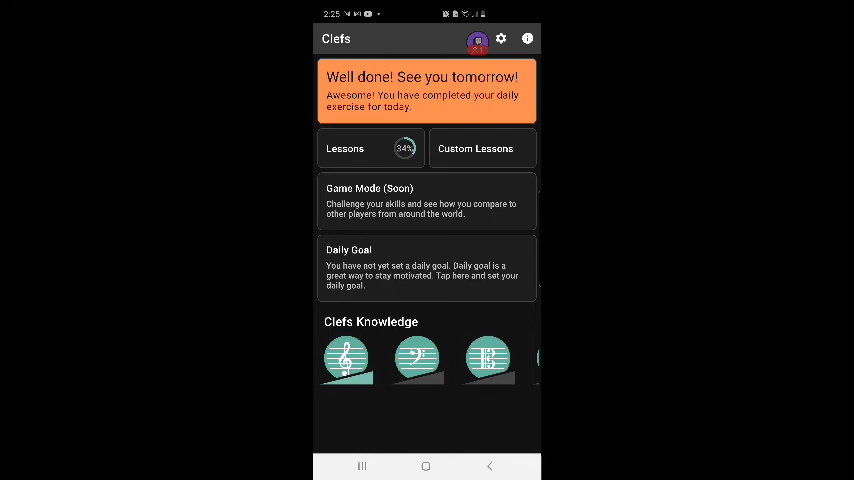 2:25
Clefs
Well done! See you tomorrow!
Awesome! You have completed your daily
exercise for today.
Lessons
34%
Custom Lessons
Game Mode (Soon)
Challenge your skills and see how you compare to
other players from around the world.
Daily Goal
You have not yet set a daily goal. Daily goal is a
great way to stay motivated. Tap here and set your
daily goal.
Clefs Knowledge